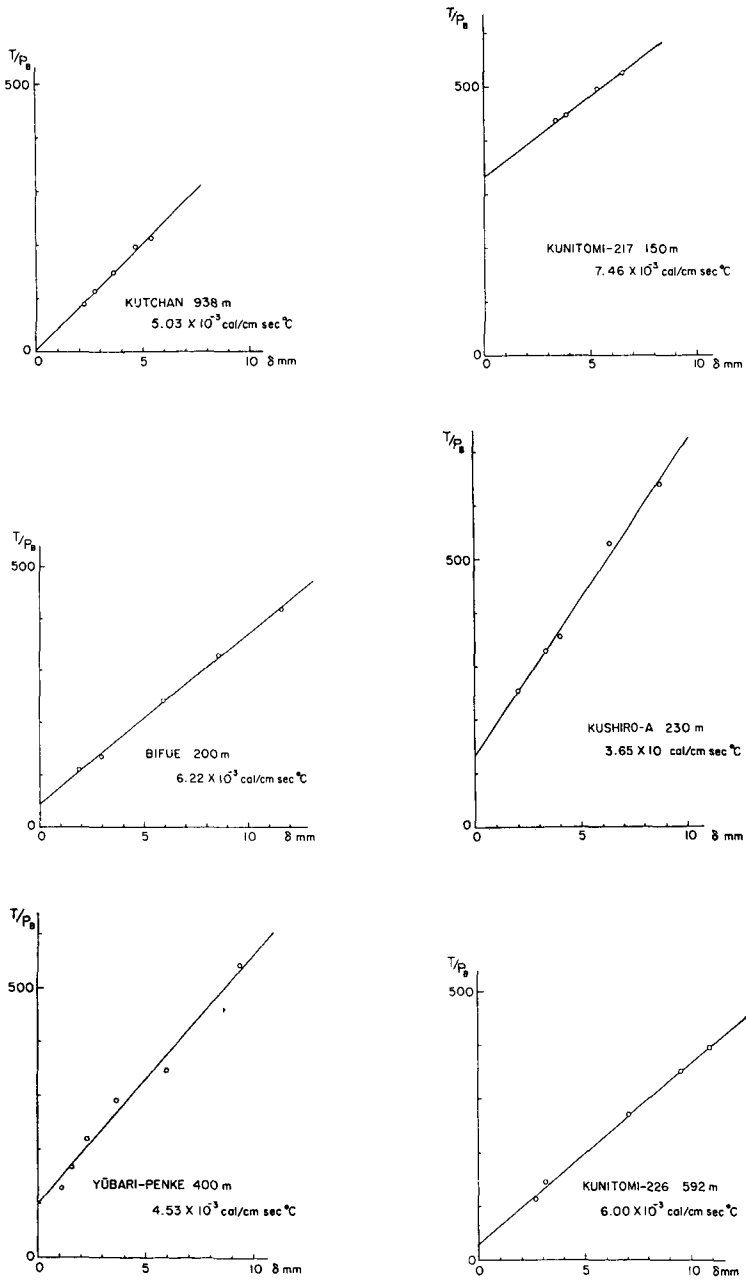 T/P_B
500
0
0
5
10
δ mm
KUTCHAN 938 m
5.03 X 10⁻³ cal/cm sec °C
T/P_B
500
0
0
5
10
δ mm
KUNITOMI-217 150 m
7.46 X 10⁻³ cal/cm sec °C
T/P_B
500
0
0
5
10
δ mm
BIFUE 200 m
6.22 X 10⁻³ cal/cm sec °C
T/P_B
500
0
0
5
10
δ mm
KUSHIRO-A 230 m
3.65 X 10 cal/cm sec °C
T/P_B
500
0
0
5
10
δ mm
YŪBARI-PENKE 400 m
4.53 X 10⁻³ cal/cm sec °C
T/P_B
500
0
0
5
10
δ mm
KUNITOMI-226 592 m
6.00 X 10⁻³ cal/cm sec °C